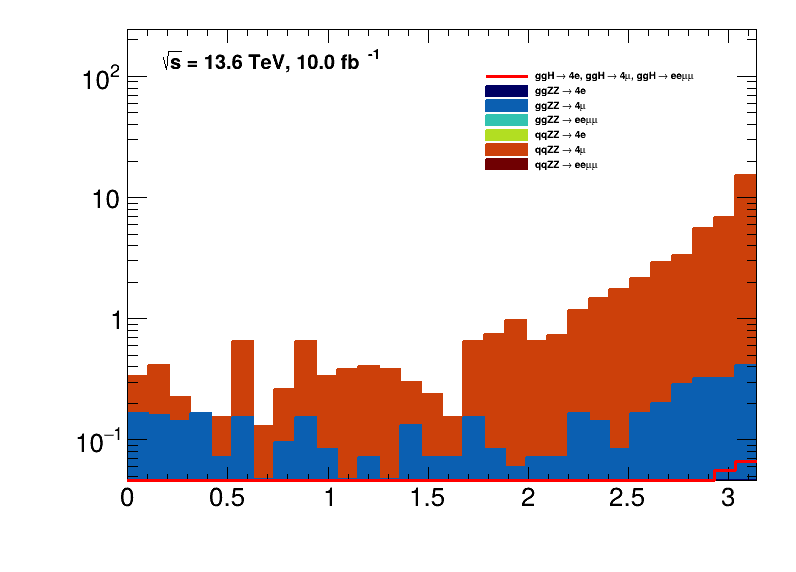 √s = 13.6 TeV, 10.0 fb⁻¹
ggH → 4e, ggH → 4μ, ggH → eeμμ
ggZZ → 4e
ggZZ → 4μ
ggZZ → eeμμ
qqZZ → 4e
qqZZ → 4μ
qqZZ → eeμμ
10²
10
1
10⁻¹
0 0.5 1 1.5 2 2.5 3